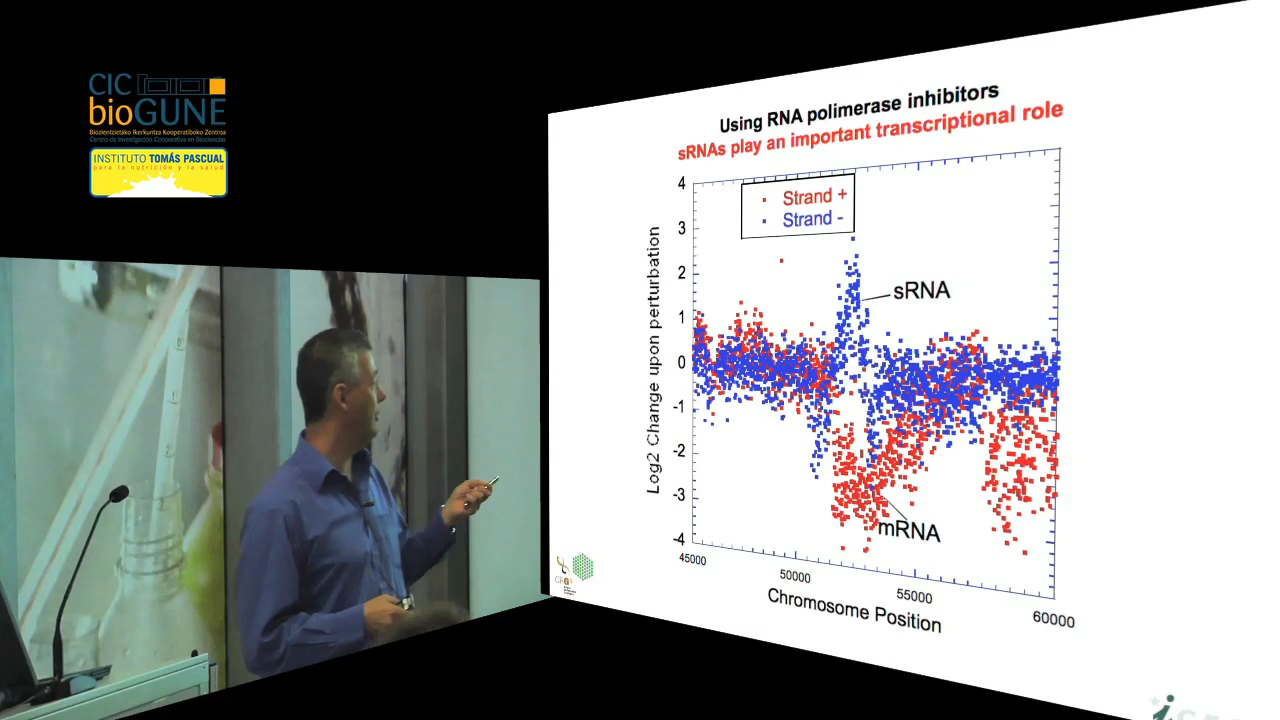 CIC
bioGUNE
Biozientzietako Ikerkuntza Kooperatiboko Zentroa
Centro de Investigación Cooperativa en Biociencias
INSTITUTO TOMÁS PASCUAL
para la nutrición y la salud
Using RNA polimerase inhibitors
sRNAs play an important transcriptional role
Strand +
Strand -
4
3
2
1
0
-1
-2
-3
-4
Log2 Change upon perturbation
sRNA
mRNA
45000
50000
55000
60000
Chromosome Position
CRG